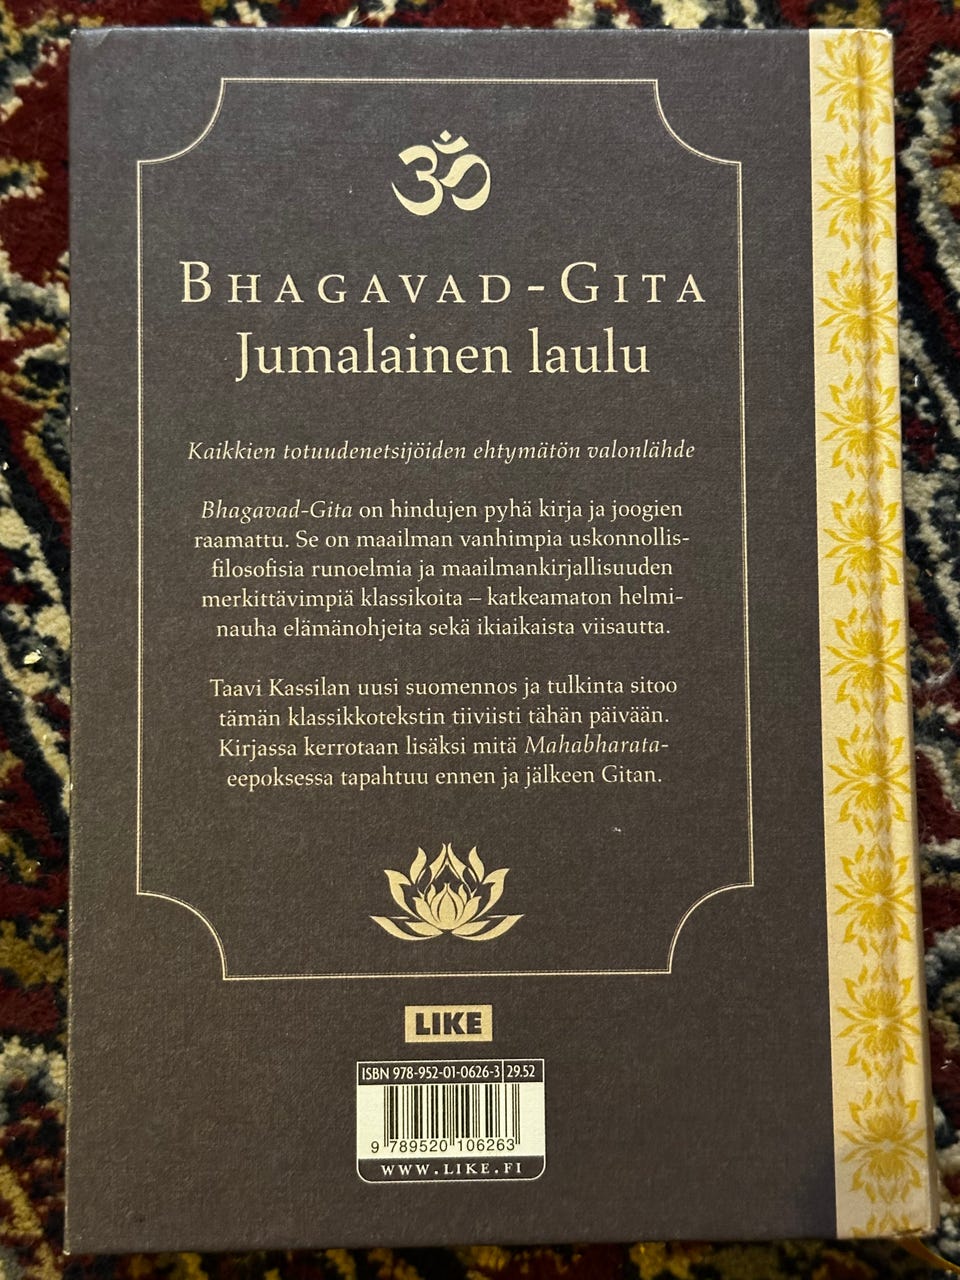 ॐ
BHAGAVAD-GITA
Jumalainen laulu
Kaikkien totuudenetsijöiden ehtymätön valonlähde
Bhagavad-Gita on hindujen pyhä kirja ja joogien
raamattu. Se on maailman vanhimpia uskonnollis-
filosofisia runoelmia ja maailmankirjallisuuden
merkittävimpiä klassikoita – katkeamaton helmi-
nauha elämänohjeita sekä ikiaikaista viisautta.
Taavi Kassilan uusi suomennos ja tulkinta sitoo
tämän klassikkotekstin tiiviisti tähän päivään.
Kirjassa kerrotaan lisäksi mitä Mahabharata-
eepoksessa tapahtuu ennen ja jälkeen Gitan.
LIKE
ISBN 978-952-01-0626-3 29.52
9 789520 106263
WWW.LIKE.FI